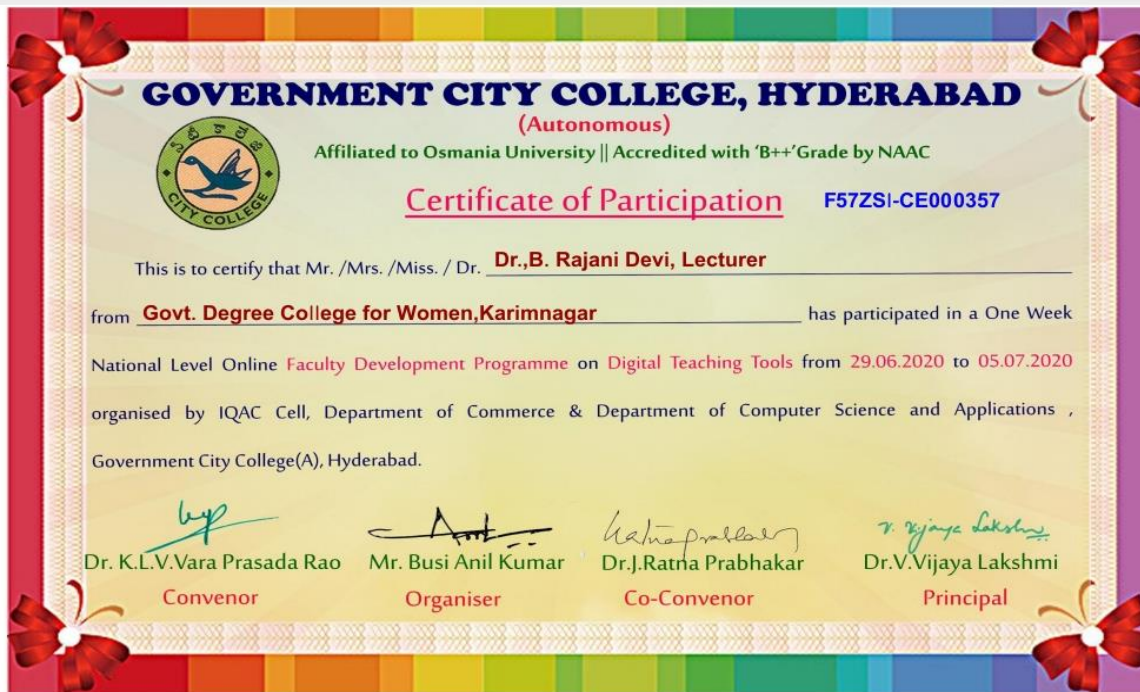 GOVERNMENT CITY COLLEGE, HYDERABAD
(Autonomous)
Affiliated to Osmania University || Accredited with ‘B++’Grade by NAAC
సిటీ కాలేజి
CITY COLLEGE
Certificate of Participation F57ZSI-CE000357
This is to certify that Mr. /Mrs. /Miss. / Dr. Dr.,B. Rajani Devi, Lecturer
from Govt. Degree College for Women,Karimnagar has participated in a One Week
National Level Online Faculty Development Programme on Digital Teaching Tools from 29.06.2020 to 05.07.2020
organised by IQAC Cell, Department of Commerce & Department of Computer Science and Applications ,
Government City College(A), Hyderabad.
V. Vijaya Lakshmi
Dr. K.L.V.Vara Prasada Rao Mr. Busi Anil Kumar Dr.J.Ratna Prabhakar Dr.V.Vijaya Lakshmi
Convenor Organiser Co-Convenor Principal